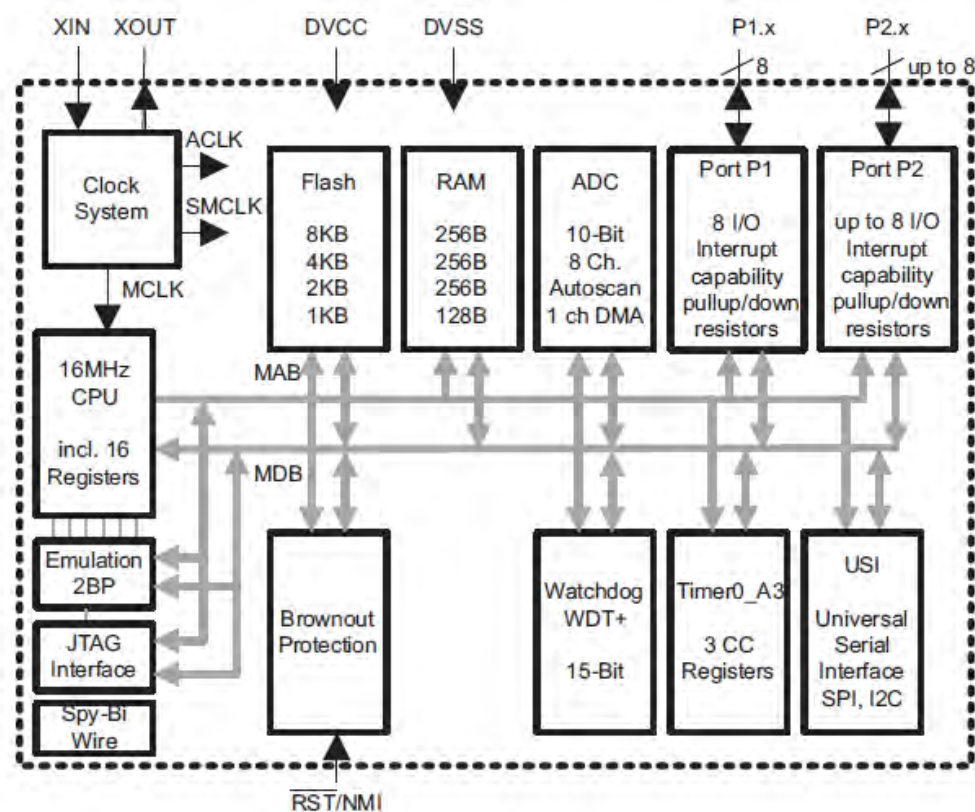 XIN XOUT DVCC DVSS P1.x P2.x
8 up to 8
ACLK
SMCLK
MCLK
Clock
System
Flash
8KB
4KB
2KB
1KB
RAM
256B
256B
256B
128B
ADC
10-Bit
8 Ch.
Autoscan
1 ch DMA
Port P1
8 I/O
Interrupt
capability
pullup/down
resistors
Port P2
up to 8 I/O
Interrupt
capability
pullup/down
resistors
16MHz
CPU
incl. 16
Registers
MAB
MDB
Emulation
2BP
JTAG
Interface
Spy-Bi
Wire
Brownout
Protection
Watchdog
WDT+
15-Bit
Timer0_A3
3 CC
Registers
USI
Universal
Serial
Interface
SPI, I2C
RST/NMI